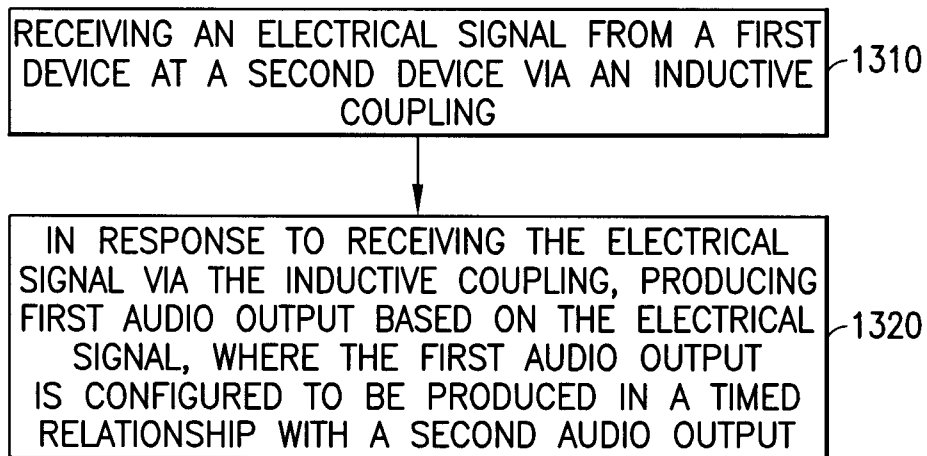 RECEIVING AN ELECTRICAL SIGNAL FROM A FIRST
DEVICE AT A SECOND DEVICE VIA AN INDUCTIVE
COUPLING
1310
IN RESPONSE TO RECEIVING THE ELECTRICAL
SIGNAL VIA THE INDUCTIVE COUPLING, PRODUCING
FIRST AUDIO OUTPUT BASED ON THE ELECTRICAL
SIGNAL, WHERE THE FIRST AUDIO OUTPUT
IS CONFIGURED TO BE PRODUCED IN A TIMED
RELATIONSHIP WITH A SECOND AUDIO OUTPUT
1320